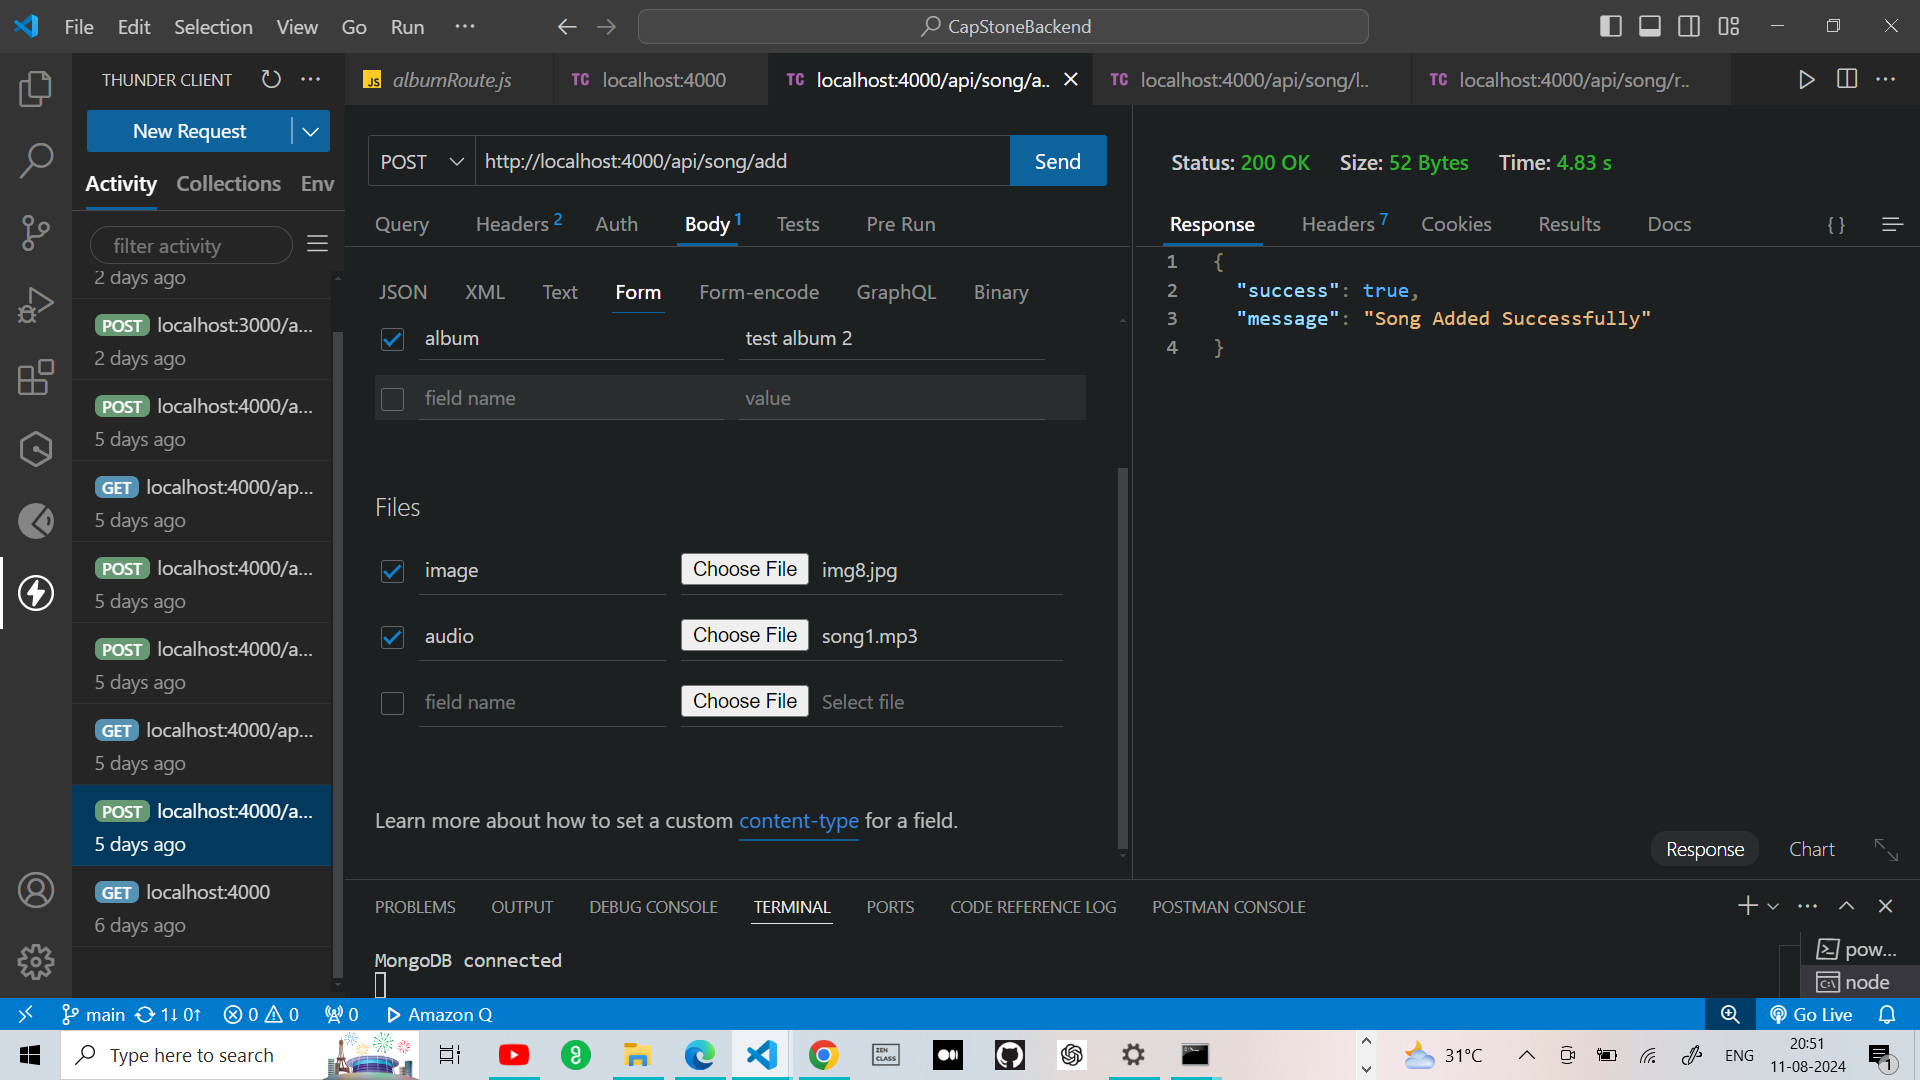 File Edit Selection View Go Run ···
CapStoneBackend
THUNDER CLIENT
New Request
Activity Collections Env
filter activity
2 days ago
POST localhost:3000/a...
2 days ago
POST localhost:4000/a...
5 days ago
GET localhost:4000/ap...
5 days ago
POST localhost:4000/a...
5 days ago
POST localhost:4000/a...
5 days ago
GET localhost:4000/ap...
5 days ago
POST localhost:4000/a...
5 days ago
GET localhost:4000
6 days ago
JS albumRoute.js
TC localhost:4000
TC localhost:4000/api/song/a..
TC localhost:4000/api/song/l..
TC localhost:4000/api/song/r..
POST http://localhost:4000/api/song/add Send
Query Headers 2 Auth Body 1 Tests Pre Run
JSON XML Text Form Form-encode GraphQL Binary
album test album 2
field name value
Files
image Choose File img8.jpg
audio Choose File song1.mp3
field name Choose File Select file
Learn more about how to set a custom content-type for a field.
Status: 200 OK Size: 52 Bytes Time: 4.83 s
Response Headers 7 Cookies Results Docs { }
1 {
2 "success": true,
3 "message": "Song Added Successfully"
4 }
Response Chart
PROBLEMS OUTPUT DEBUG CONSOLE TERMINAL PORTS CODE REFERENCE LOG POSTMAN CONSOLE
MongoDB connected
pow...
node
main 1↓ 0↑ 0 0 0 Amazon Q Go Live
Type here to search
ZEN CLASS
31°C
ENG
20:51
11-08-2024
1